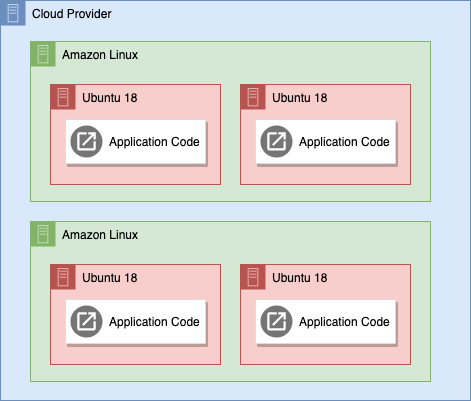 Cloud Provider
Amazon Linux
Ubuntu 18
Ubuntu 18
Application Code
Application Code
Amazon Linux
Ubuntu 18
Ubuntu 18
Application Code
Application Code